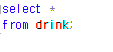 select *
from drink;